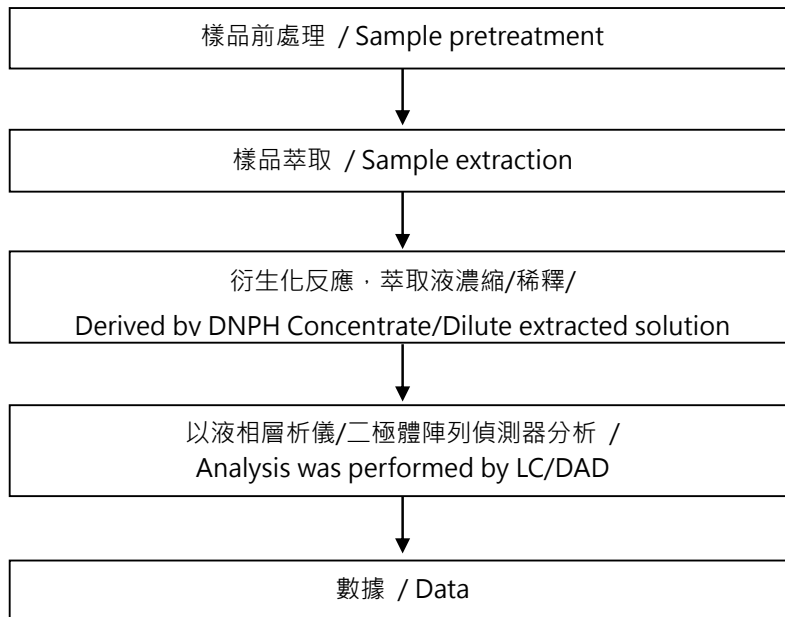 樣品前處理 / Sample pretreatment
樣品萃取 / Sample extraction
衍生化反應，萃取液濃縮/稀釋/
Derived by DNPH Concentrate/Dilute extracted solution
以液相層析儀/二極體陣列偵測器分析 /
Analysis was performed by LC/DAD
數據 / Data